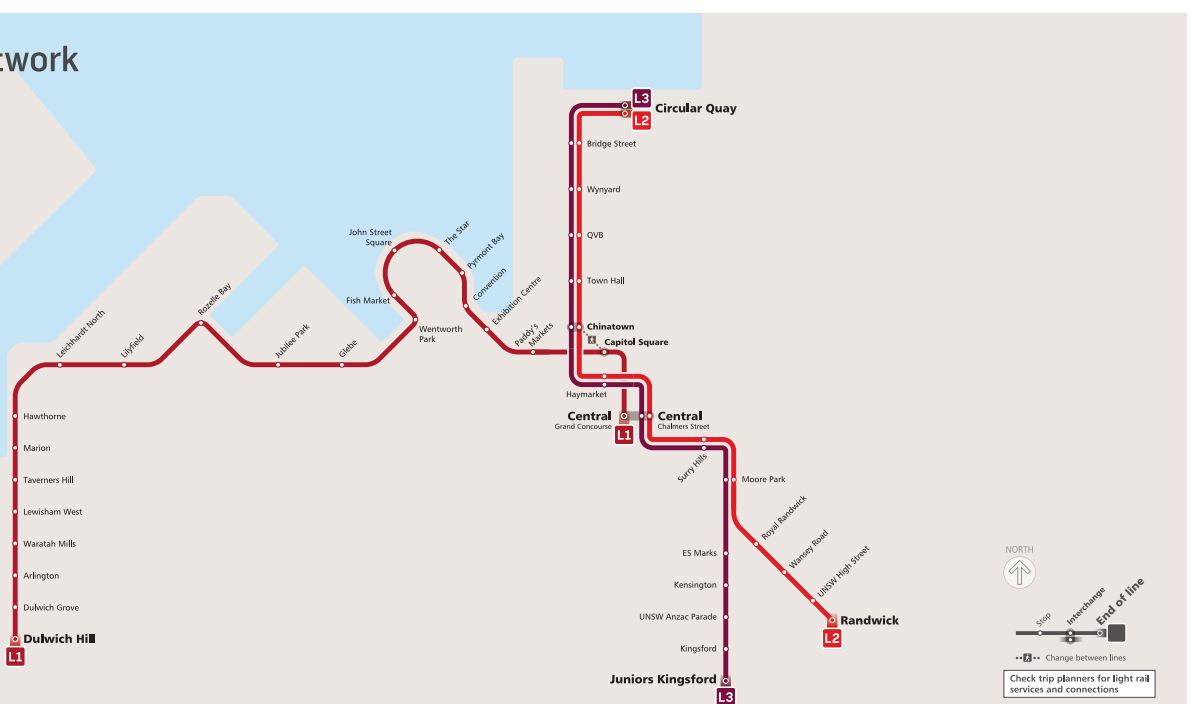 L3
Circular Quay
L2
Bridge Street
Wynyard
QVB
Town Hall
Chinatown
Capitol Square
Haymarket
Central
Grand Concourse
L1
Central
Chalmers Street
Surry Hills
Moore Park
Royal Randwick
Wansey Road
UNSW High Street
Randwick
L2
ES Marks
Kensington
UNSW Anzac Parade
Kingsford
Juniors Kingsford
L3
Paddy's
Markets
Exhibition Centre
Convention
Pyrmont Bay
The Star
John Street
Square
Fish Market
Wentworth
Park
Glebe
Jubilee Park
Rozelle Bay
Lilyfield
Leichhardt North
Hawthorne
Marion
Taverners Hill
Lewisham West
Waratah Mills
Arlington
Dulwich Grove
Dulwich Hill
L1
NORTH
Stop
Interchange
End of line
Change between lines
Check trip planners for light rail
services and connections